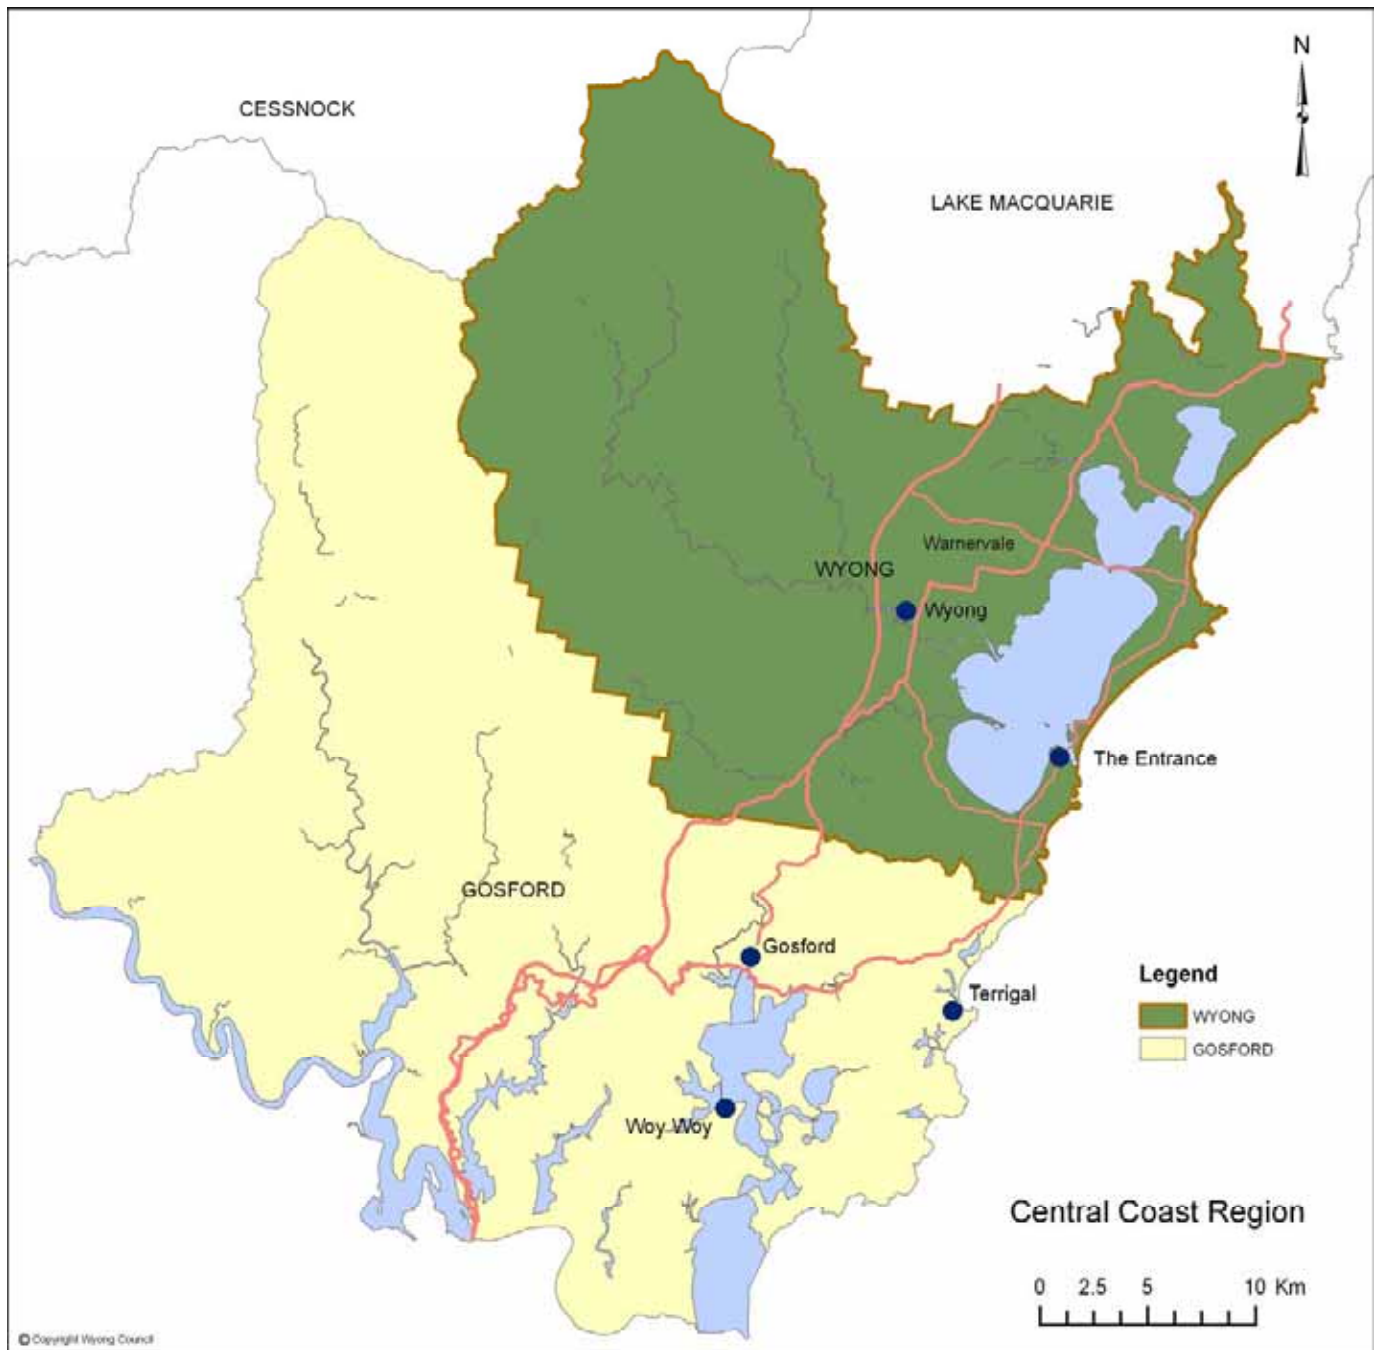 N
CESSNOCK
LAKE MACQUARIE
Warnervale
WYONG
Wyong
The Entrance
GOSFORD
Gosford
Terrigal
Woy Woy
Legend
WYONG
GOSFORD
Central Coast Region
0 2.5 5 10 Km
© Copyright Wyong Council